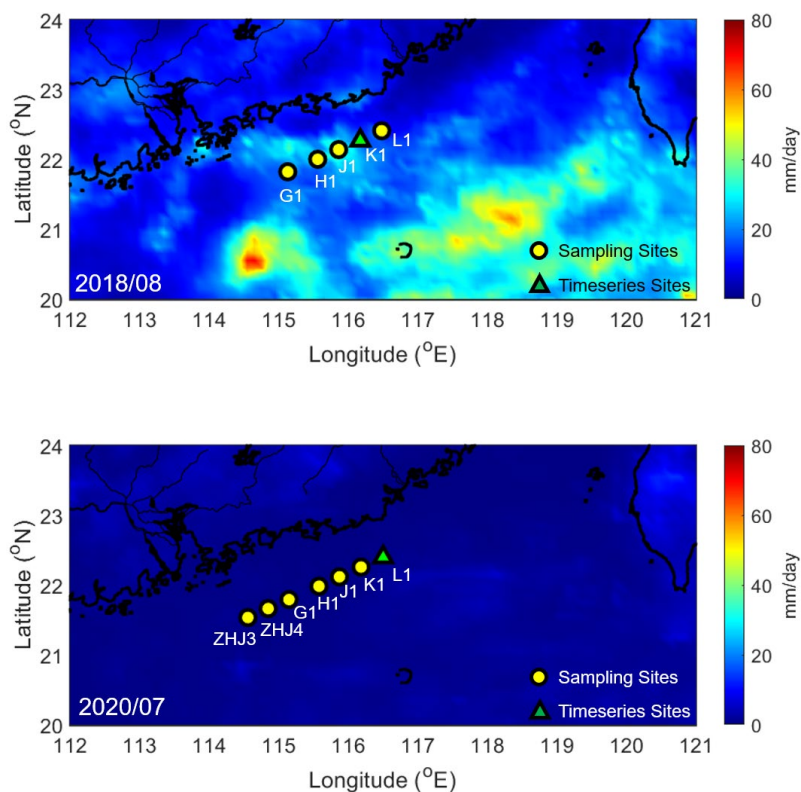 24
23
22
21
20
Latitude (°N)
L1
K1
J1
H1
G1
Sampling Sites
Timeseries Sites
2018/08
112 113 114 115 116 117 118 119 120 121
Longitude (°E)
80
60
40
20
0
mm/day
24
23
22
21
20
Latitude (°N)
L1
K1
J1
H1
G1
ZHJ4
ZHJ3
Sampling Sites
Timeseries Sites
2020/07
112 113 114 115 116 117 118 119 120 121
Longitude (°E)
80
60
40
20
0
mm/day